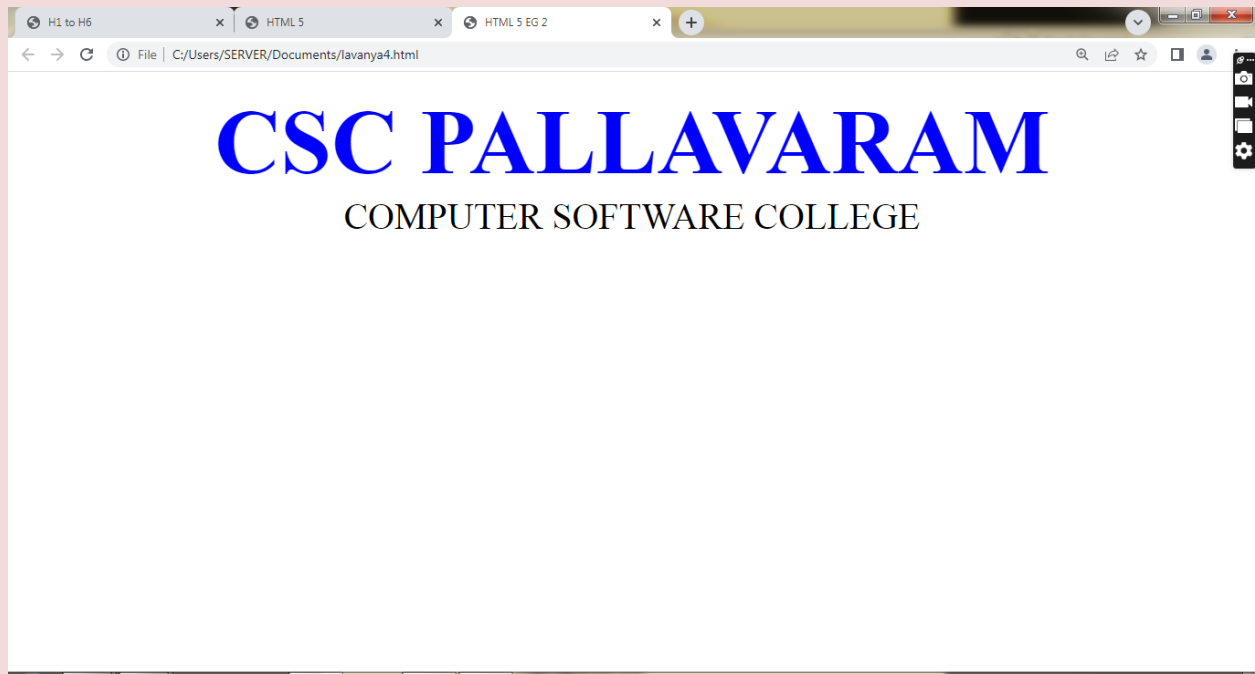 H1 to H6
HTML 5
HTML 5 EG 2
File C:/Users/SERVER/Documents/lavanya4.html
CSC PALLAVARAM
COMPUTER SOFTWARE COLLEGE